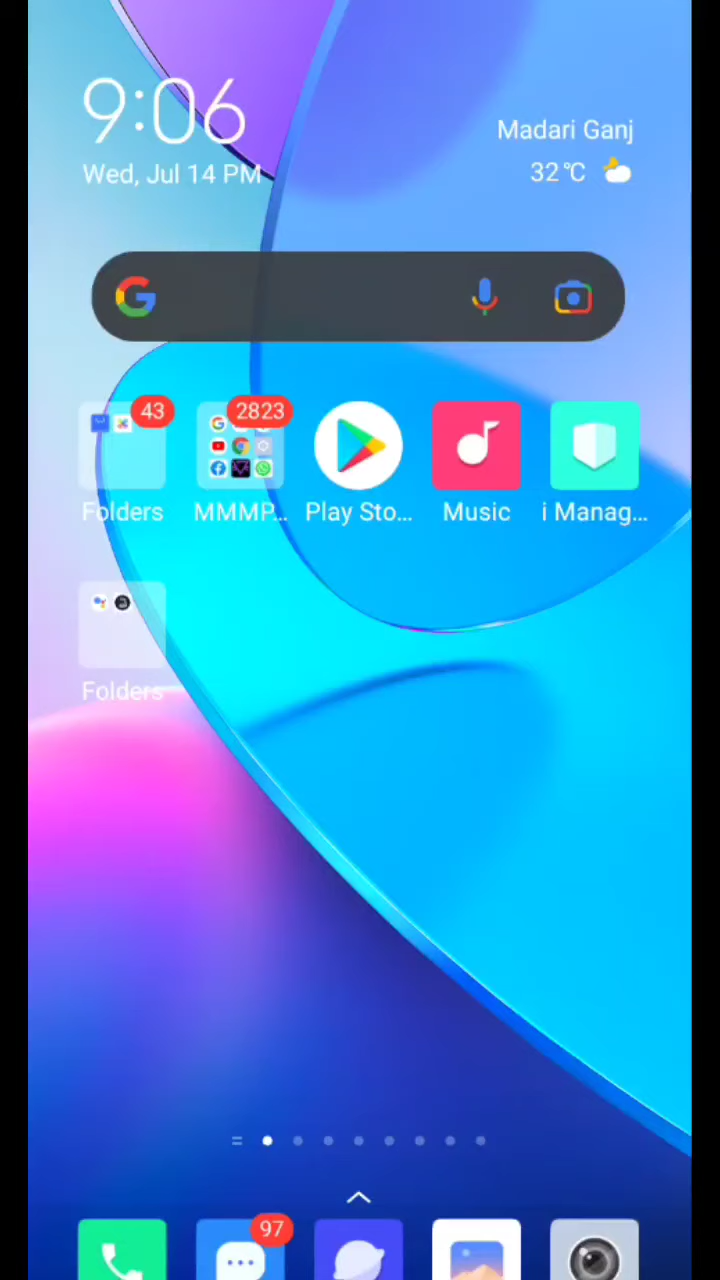 9:06
Wed, Jul 14 PM
Madari Ganj
32°C
43
2823
Folders
MMMP...
Play Sto...
Music
i Manag...
Folders
97